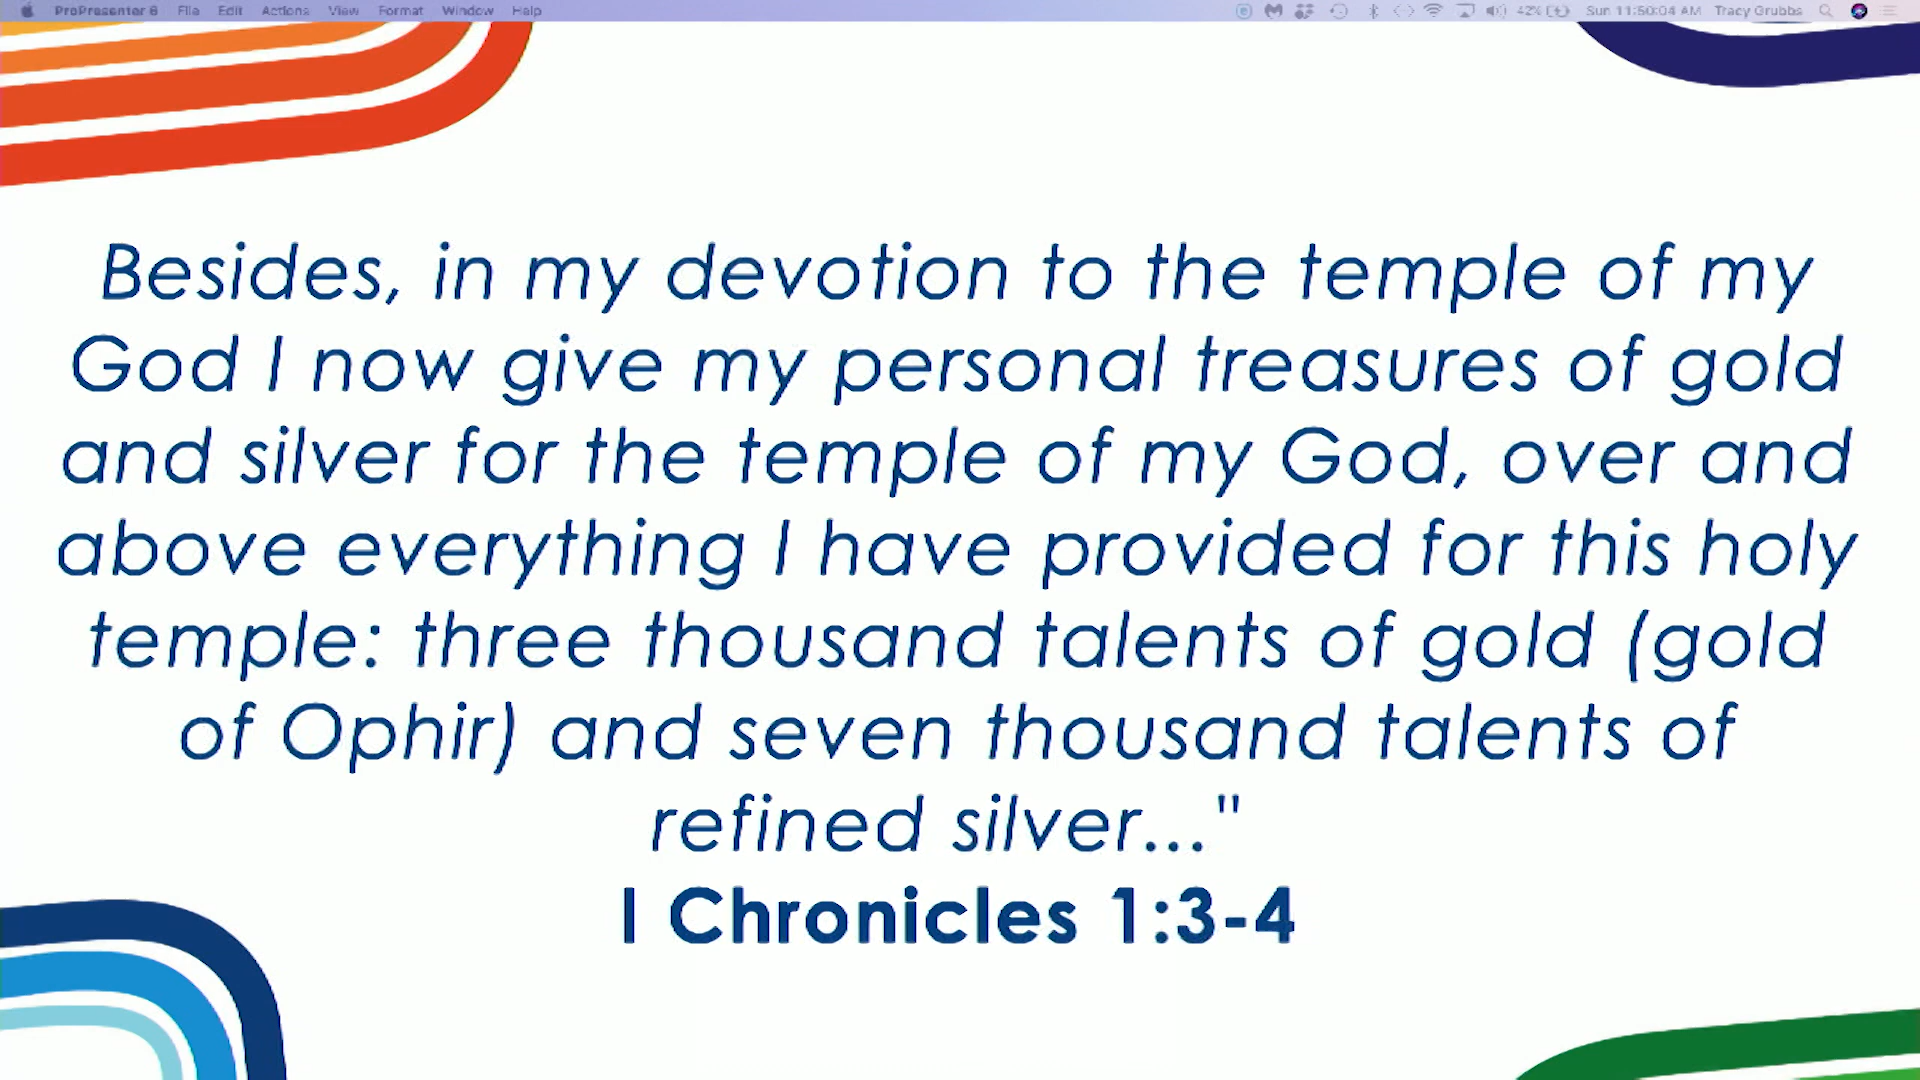 ProPresenter 6 File Edit Actions View Format Window Help 42% Sun 11:50:04 AM Tracy Grubbs
Besides, in my devotion to the temple of my
God I now give my personal treasures of gold
and silver for the temple of my God, over and
above everything I have provided for this holy
temple: three thousand talents of gold (gold
of Ophir) and seven thousand talents of
refined silver..."
I Chronicles 1:3-4